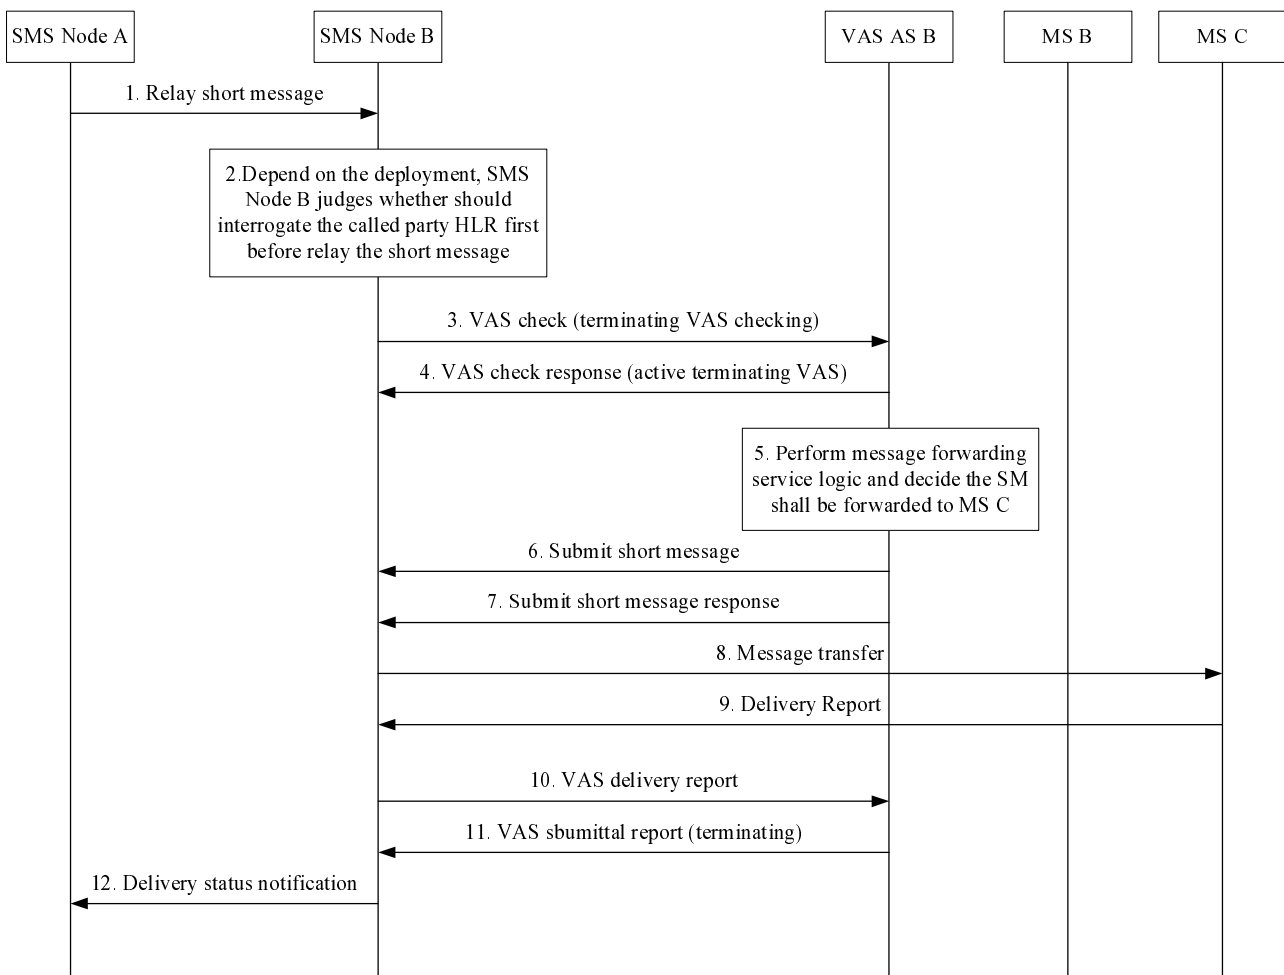 SMS Node A
SMS Node B
VAS AS B
MS B
MS C
1. Relay short message
2.Depend on the deployment, SMS
Node B judges whether should
interrogate the called party HLR first
before relay the short message
3. VAS check (terminating VAS checking)
4. VAS check response (active terminating VAS)
5. Perform message forwarding
service logic and decide the SM
shall be forwarded to MS C
6. Submit short message
7. Submit short message response
8. Message transfer
9. Delivery Report
10. VAS delivery report
11. VAS sbumittal report (terminating)
12. Delivery status notification